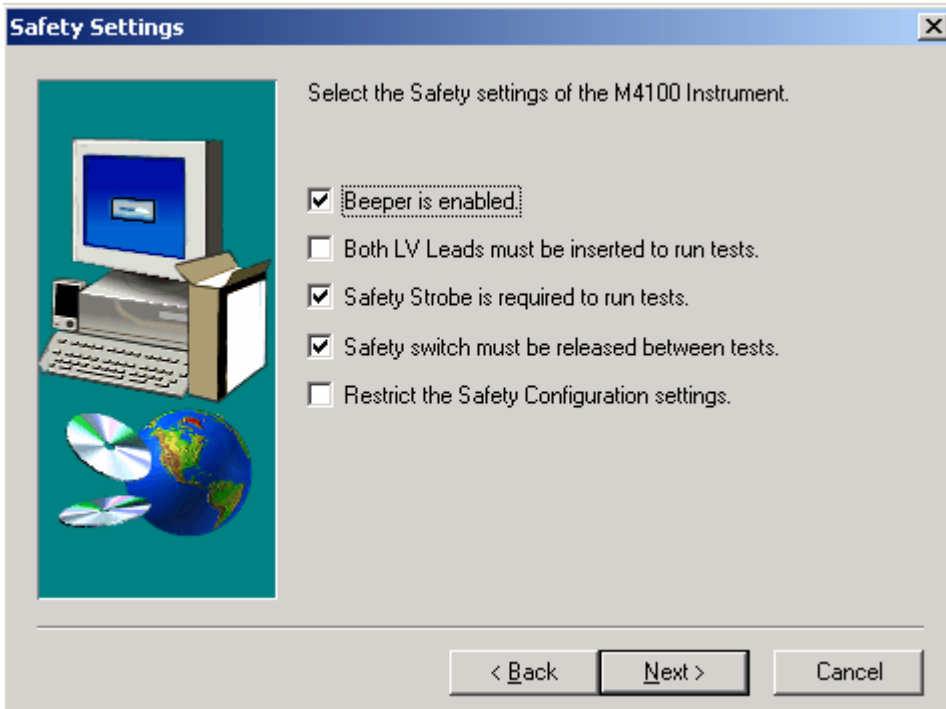 Safety Settings
Select the Safety settings of the M4100 Instrument.
Beeper is enabled.
Both LV Leads must be inserted to run tests.
Safety Strobe is required to run tests.
Safety switch must be released between tests.
Restrict the Safety Configuration settings.
< Back
Next >
Cancel